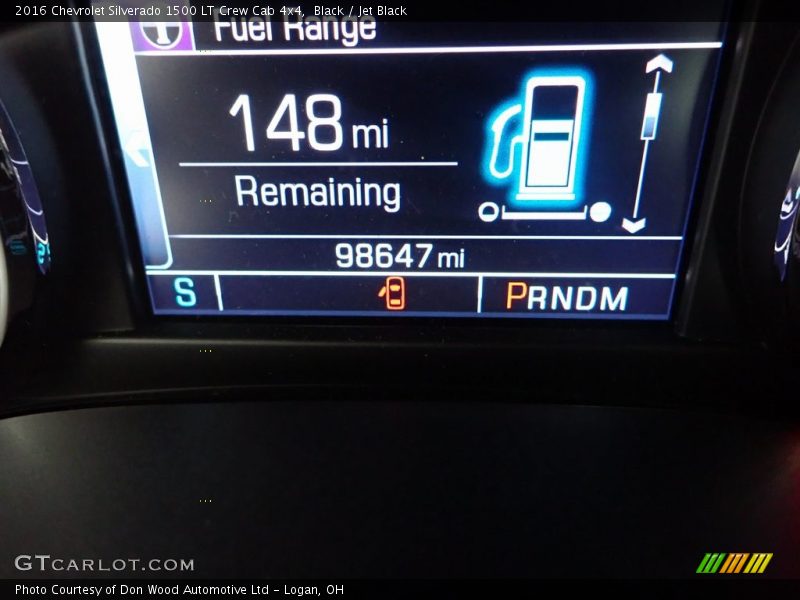 2016 Chevrolet Silverado 1500 LT Crew Cab 4x4,  Black / Jet Black
Fuel Range
148 mi
Remaining
98647 mi
S PRNDM
GTCARLOT.COM
Photo Courtesy of Don Wood Automotive Ltd - Logan, OH